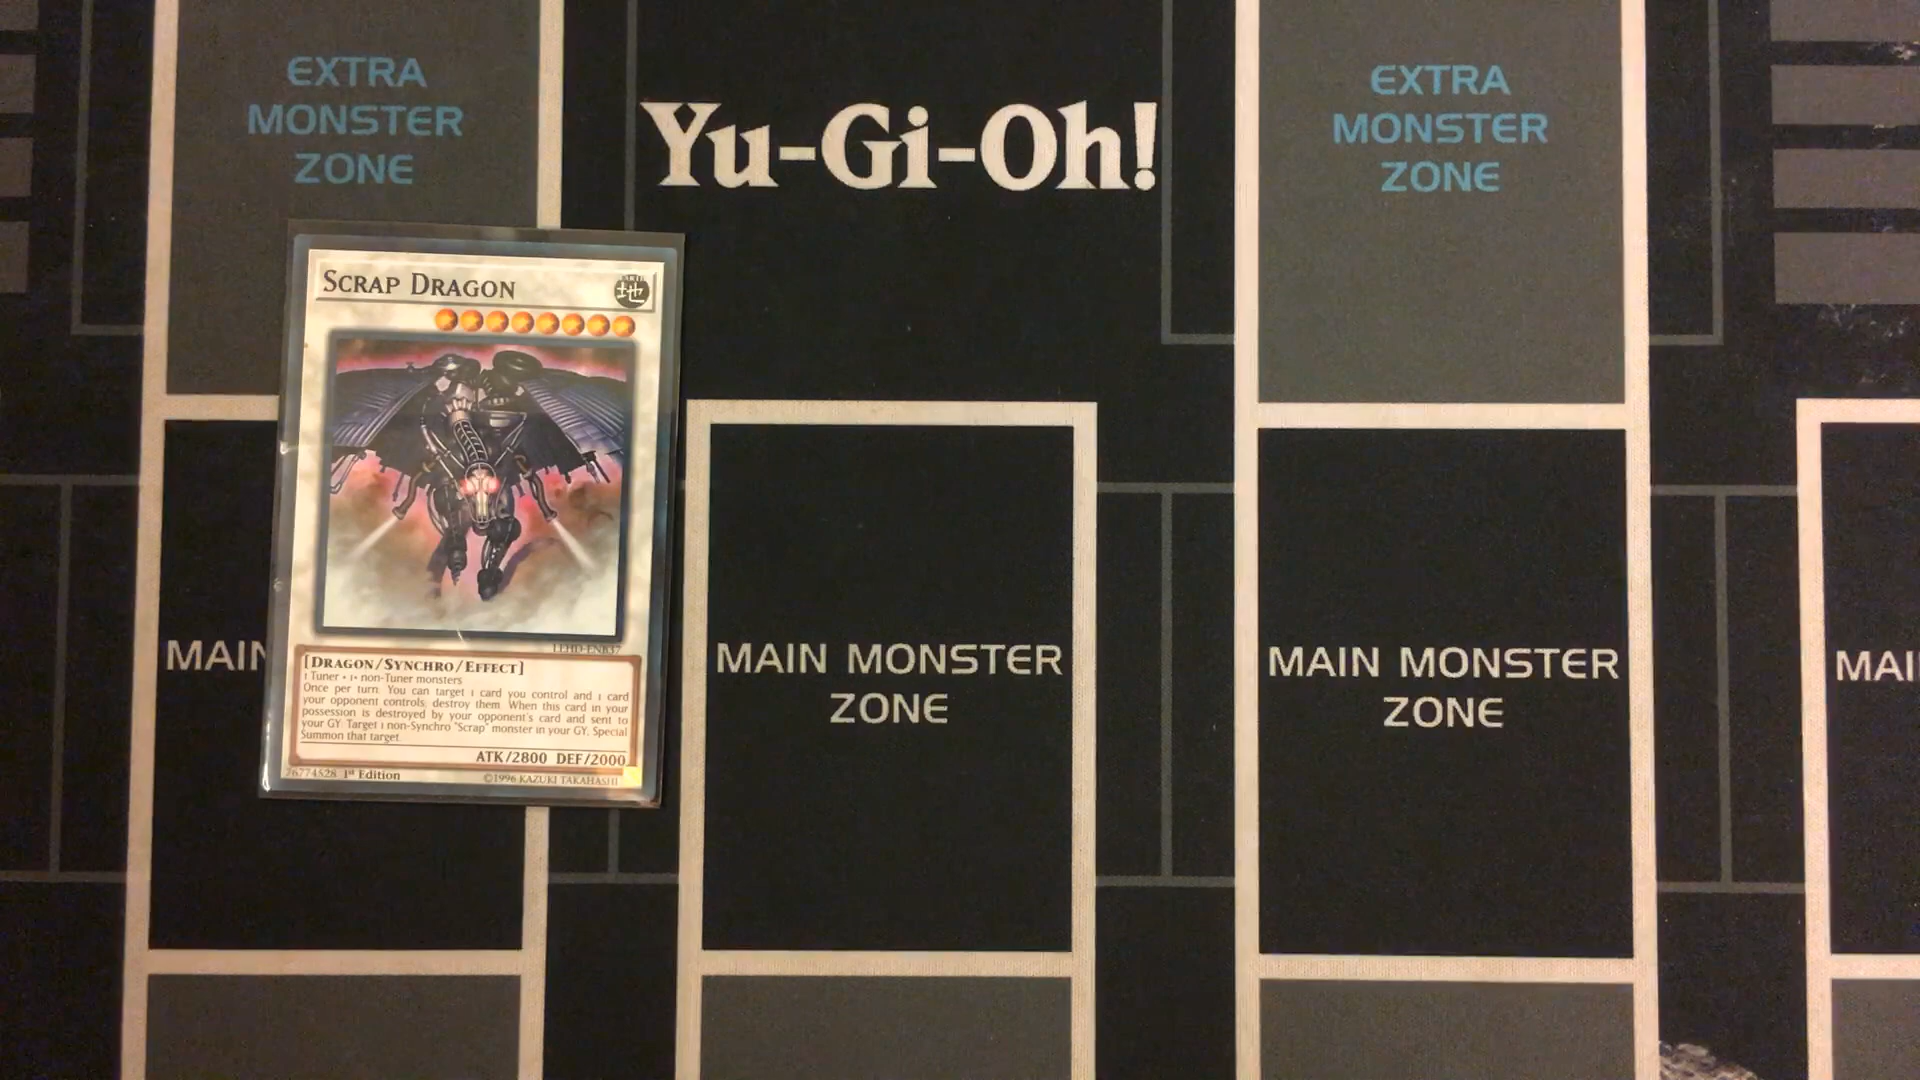 EXTRA
MONSTER
ZONE
Yu-Gi-Oh!
EXTRA
MONSTER
ZONE
SCRAP DRAGON
地
LEHD-ENB37
[DRAGON/SYNCHRO/EFFECT]
1 Tuner + 1+ non-Tuner monsters
Once per turn: You can target 1 card you control and 1 card
your opponent controls; destroy them. When this card in your
possession is destroyed by your opponent's card and sent to
your GY: Target 1 non-Synchro "Scrap" monster in your GY; Special
Summon that target.
ATK/2800 DEF/2000
76774528 1st Edition
©1996 KAZUKI TAKAHASHI
MAIN
MAIN MONSTER
ZONE
MAIN MONSTER
ZONE
MAI